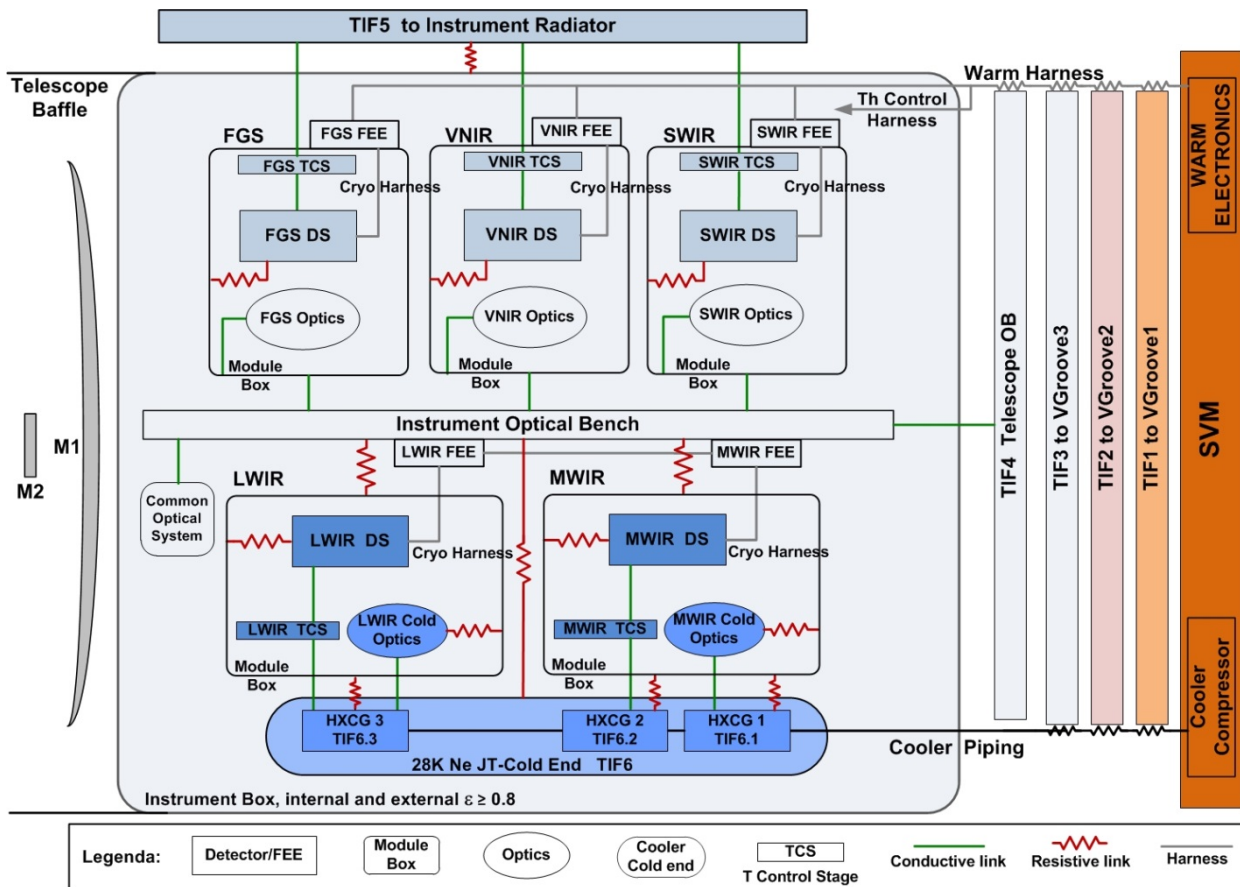 TIF5 to Instrument Radiator
Telescope
Baffle
Warm Harness
Th Control
Harness
FGS
FGS FEE
VNIR
VNIR FEE
SWIR
SWIR FEE
FGS TCS
VNIR TCS
SWIR TCS
Cryo Harness
Cryo Harness
Cryo Harness
FGS DS
VNIR DS
SWIR DS
FGS Optics
VNIR Optics
SWIR Optics
Module
Box
Module
Box
Module
Box
WARM
ELECTRONICS
SVM
Cooler
Compressor
TIF4 Telescope OB
TIF3 to VGroove3
TIF2 to VGroove2
TIF1 to VGroove1
M1
M2
Instrument Optical Bench
LWIR FEE
MWIR FEE
LWIR
MWIR
Common
Optical
System
LWIR DS
MWIR DS
Cryo Harness
Cryo Harness
LWIR TCS
LWIR Cold
Optics
MWIR TCS
MWIR Cold
Optics
Module
Box
Module
Box
HXCG 3
TIF6.3
HXCG 2
TIF6.2
HXCG 1
TIF6.1
Cooler Piping
28K Ne JT-Cold End TIF6
Instrument Box, internal and external ε ≥ 0.8
Legenda:
Detector/FEE
Module
Box
Optics
Cooler
Cold end
TCS
T Control Stage
Conductive link
Resistive link
Harness